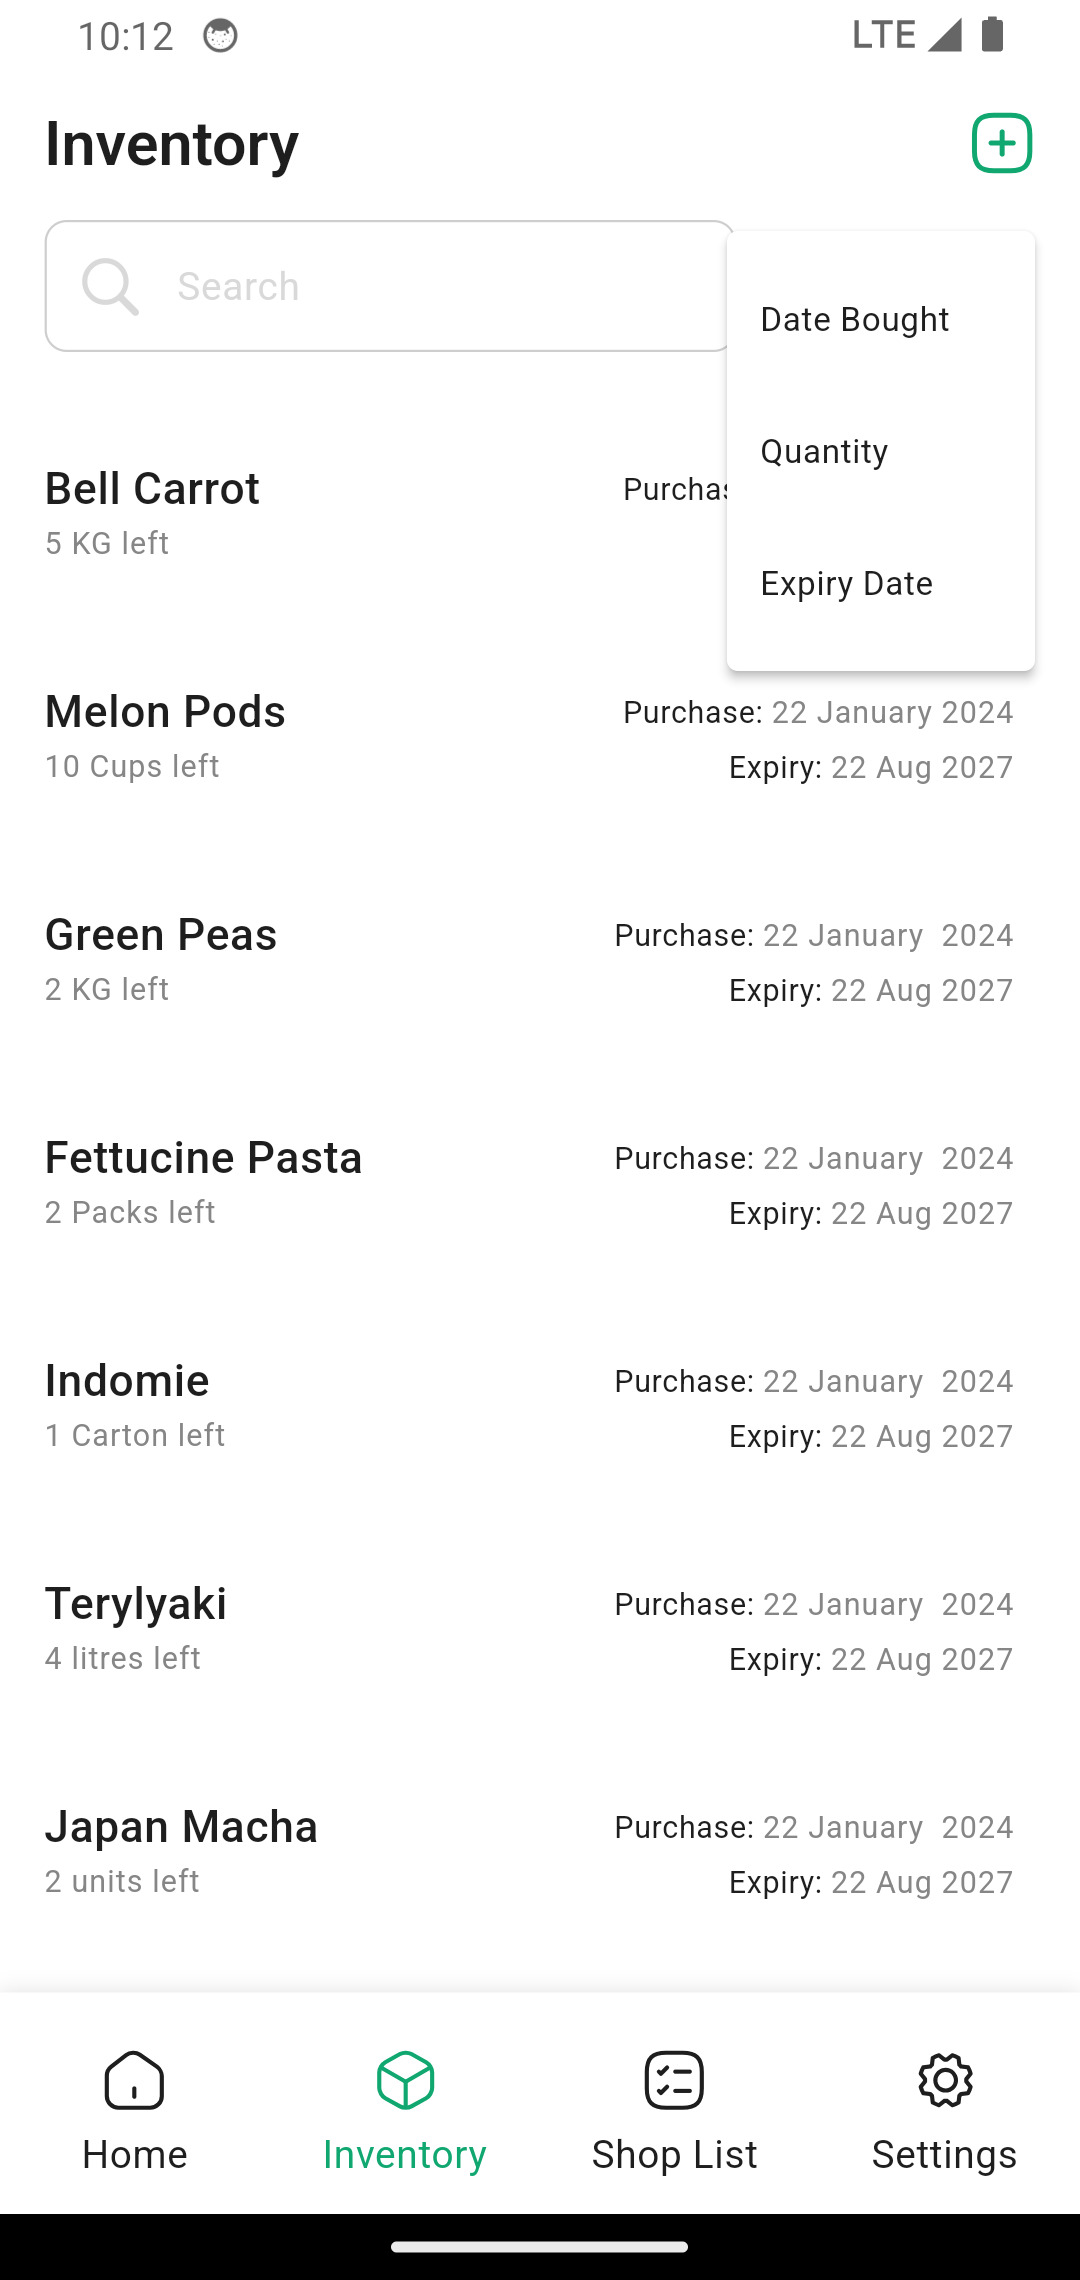 10:12 LTE
Inventory
Search
Date Bought
Quantity
Expiry Date
Bell Carrot
5 KG left
Melon Pods Purchase: 22 January 2024
10 Cups left Expiry: 22 Aug 2027
Green Peas Purchase: 22 January 2024
2 KG left Expiry: 22 Aug 2027
Fettucine Pasta Purchase: 22 January 2024
2 Packs left Expiry: 22 Aug 2027
Indomie Purchase: 22 January 2024
1 Carton left Expiry: 22 Aug 2027
Terylyaki Purchase: 22 January 2024
4 litres left Expiry: 22 Aug 2027
Japan Macha Purchase: 22 January 2024
2 units left Expiry: 22 Aug 2027
Home Inventory Shop List Settings